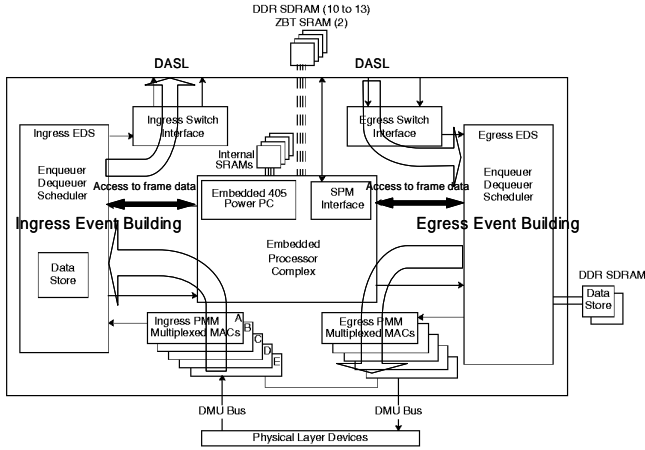 DDR SDRAM (10 to 13)
ZBT SRAM (2)
DASL
DASL
Ingress EDS
Ingress Switch
Interface
Egress Switch
Interface
Egress EDS
Enqueuer
Dequeuer
Scheduler
Internal
SRAMs
Enqueuer
Dequeuer
Scheduler
Access to frame data
Embedded 405
Power PC
SPM
Interface
Access to frame data
Ingress Event Building
Egress Event Building
Embedded
Processor
Complex
Data
Store
DDR SDRAM
Data
Store
Ingress PMM
Multiplexed MACs
A
B
C
D
E
Egress PMM
Multiplexed MACs
DMU Bus
DMU Bus
Physical Layer Devices